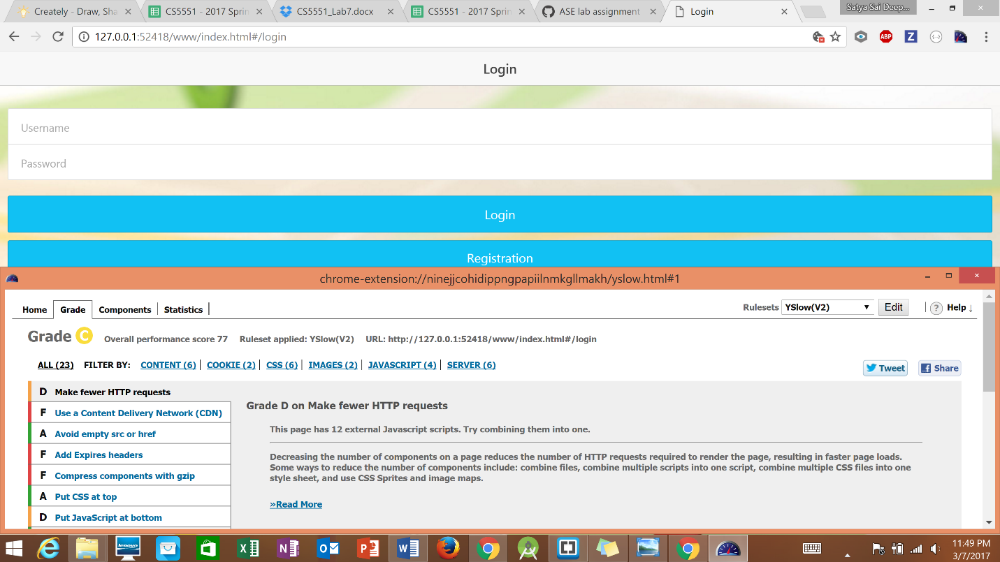 Creately - Draw, Sha
CS5551 - 2017 Sprin
CS5551_Lab7.docx
CS5551 - 2017 Sprin
ASE lab assignment
Login
Satya Sai Deep...
127.0.0.1:52418/www/index.html#/login
ABP
Z
Login
Username
Password
Login
Registration
chrome-extension://ninejjcohidippngpapiilnmkgllmakh/yslow.html#1
Home
Grade
Components
Statistics
Rulesets
YSlow(V2)
Edit
? Help ↓
Grade C
Overall performance score 77
Ruleset applied: YSlow(V2)
URL: http://127.0.0.1:52418/www/index.html#/login
ALL (23)
FILTER BY:
CONTENT (6)
COOKIE (2)
CSS (6)
IMAGES (2)
JAVASCRIPT (4)
SERVER (6)
Tweet
Share
D Make fewer HTTP requests
F Use a Content Delivery Network (CDN)
A Avoid empty src or href
F Add Expires headers
F Compress components with gzip
A Put CSS at top
D Put JavaScript at bottom
Grade D on Make fewer HTTP requests
This page has 12 external Javascript scripts. Try combining them into one.
Decreasing the number of components on a page reduces the number of HTTP requests required to render the page, resulting in faster page loads.
Some ways to reduce the number of components include: combine files, combine multiple scripts into one script, combine multiple CSS files into one
style sheet, and use CSS Sprites and image maps.
»Read More
lenovo
11:49 PM
3/7/2017